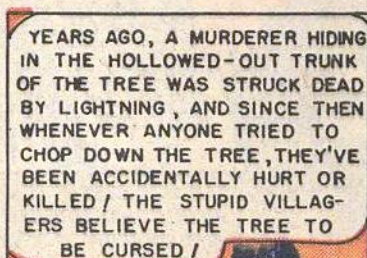 YEARS AGO, A MURDERER HIDING
IN THE HOLLOWED-OUT TRUNK
OF THE TREE WAS STRUCK DEAD
BY LIGHTNING, AND SINCE THEN
WHENEVER ANYONE TRIED TO
CHOP DOWN THE TREE, THEY'VE
BEEN ACCIDENTALLY HURT OR
KILLED! THE STUPID VILLAG-
ERS BELIEVE THE TREE TO
BE CURSED!